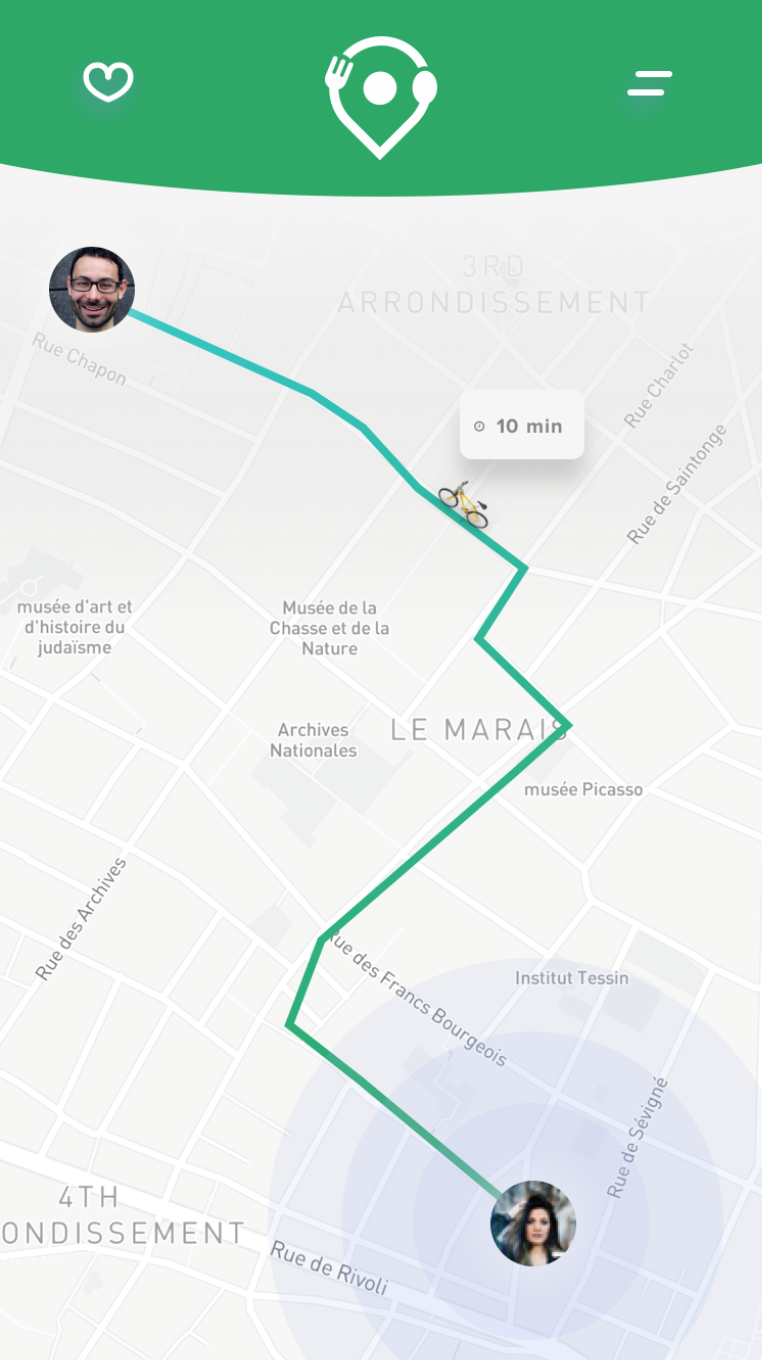 3RD
ARRONDISSEMENT
Rue Chapon
Rue Charlot
10 min
Rue de Saintonge
musée d'art et
d'histoire du
judaïsme
Musée de la
Chasse et de la
Nature
Archives
Nationales
LE MARAIS
musée Picasso
Rue des Archives
Rue des Francs Bourgeois
Institut Tessin
Rue de Sévigné
4TH
ONDISSEMENT
Rue de Rivoli